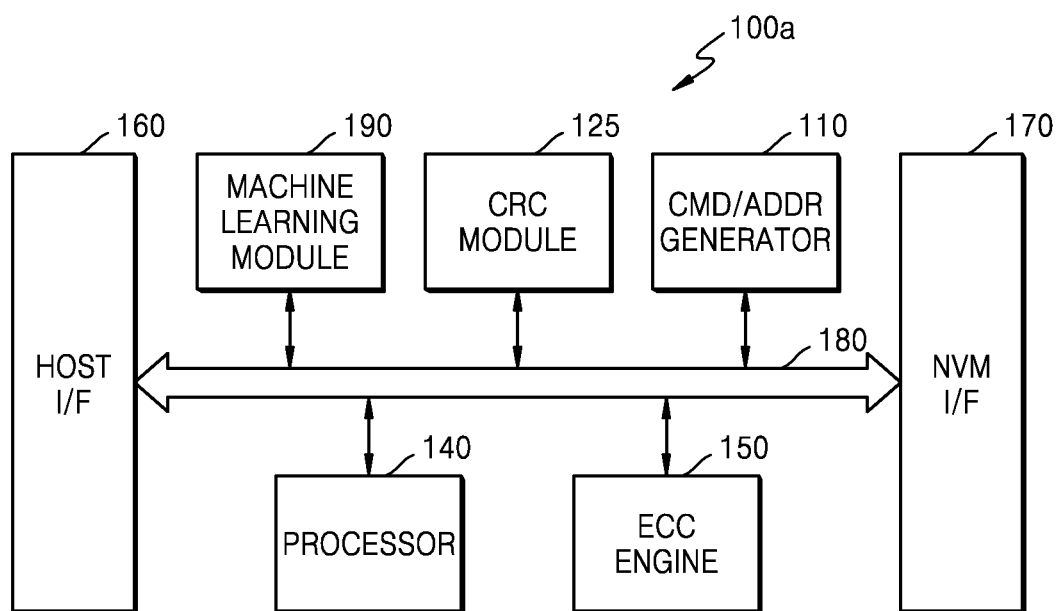 100a
160
190
125
110
170
MACHINE
LEARNING
MODULE
CRC
MODULE
CMD/ADDR
GENERATOR
HOST
I/F
180
NVM
I/F
140
150
PROCESSOR
ECC
ENGINE